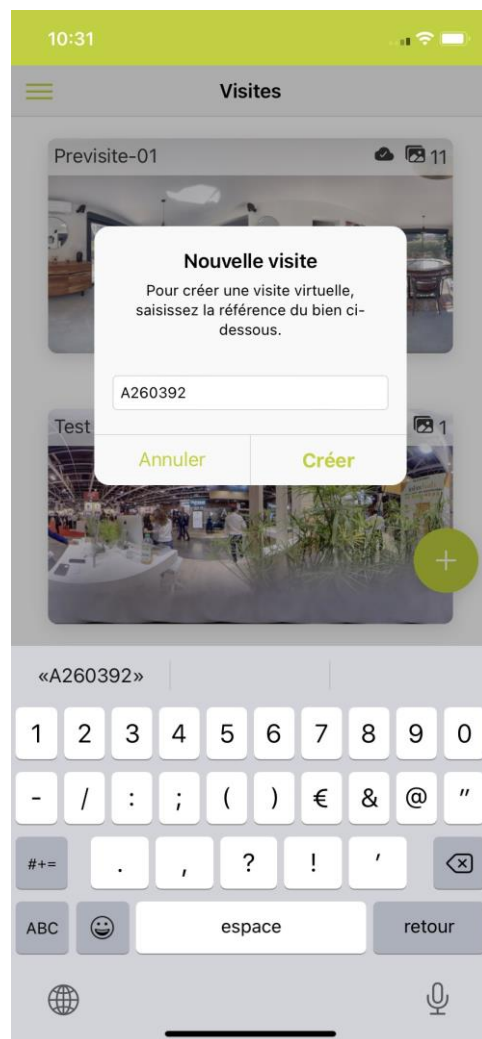 10:31
Visites
Previsite-01
11
Nouvelle visite
Pour créer une visite virtuelle,
saisissez la référence du bien ci-
dessous.
A260392
Test
1
Annuler
Créer
+
«A260392»
1 2 3 4 5 6 7 8 9 0
- / : ; ( ) € & @ "
#+= . , ? ! '
ABC espace retour